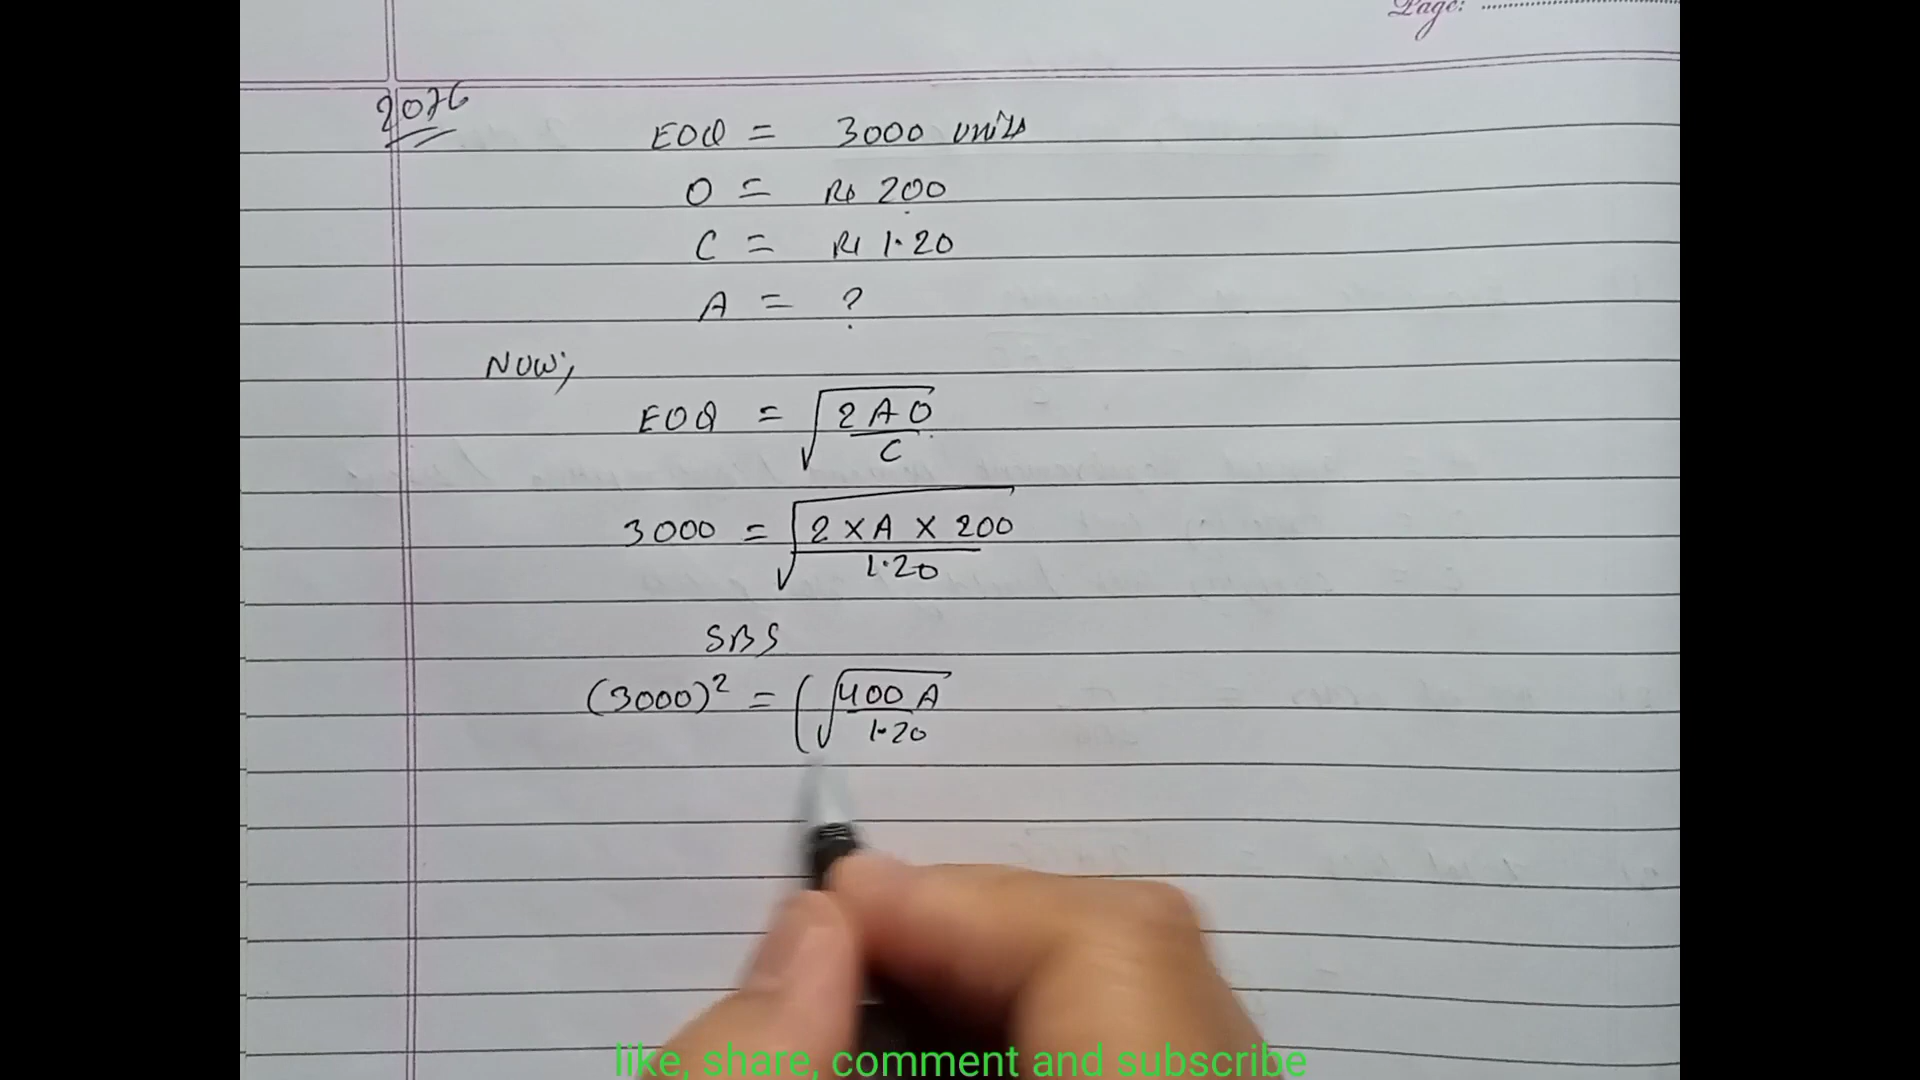 Page:
2076
EOQ = 3000 units
O = Rs 200
C = Rs 1.20
A = ?
Now;
EOQ = √(2AO / C)
3000 = √(2 × A × 200 / 1.20)
SBS
(3000)² = (√(400 A / 1.20)
like, share, comment and subscribe